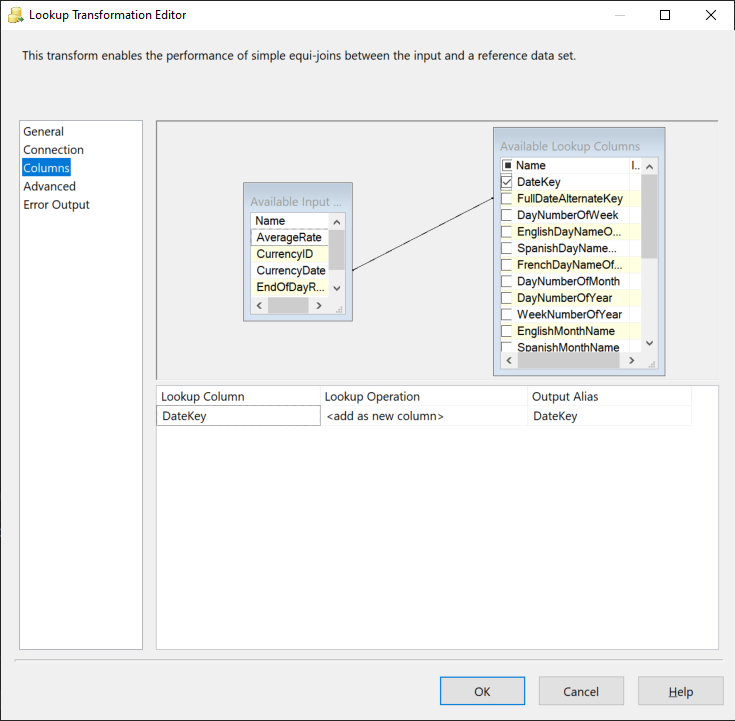 Lookup Transformation Editor
This transform enables the performance of simple equi-joins between the input and a reference data set.
General
Connection
Columns
Advanced
Error Output
Available Input ...
Name
AverageRate
CurrencyID
CurrencyDate
EndOfDayR...
Available Lookup Columns
Name I..
DateKey
FullDateAlternateKey
DayNumberOfWeek
EnglishDayNameO...
SpanishDayName...
FrenchDayNameOf...
DayNumberOfMonth
DayNumberOfYear
WeekNumberOfYear
EnglishMonthName
SpanishMonthName
Lookup Column Lookup Operation Output Alias
DateKey <add as new column> DateKey
OK Cancel Help